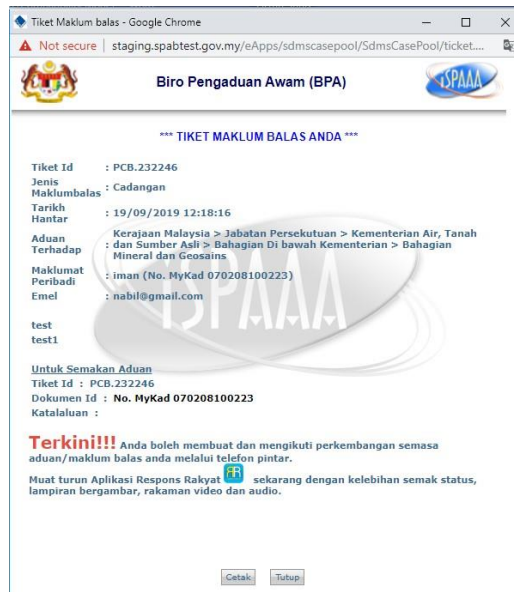 Tiket Maklum balas - Google Chrome
Not secure | staging.spabtest.gov.my/eApps/sdmscasepool/SdmsCasePool/ticket....
Biro Pengaduan Awam (BPA)
iSPAAA
*** TIKET MAKLUM BALAS ANDA ***
Tiket Id : PCB.232246
Jenis Maklumbalas : Cadangan
Tarikh Hantar : 19/09/2019 12:18:16
Aduan Terhadap : Kerajaan Malaysia > Jabatan Persekutuan > Kementerian Air, Tanah
dan Sumber Asli > Bahagian Di bawah Kementerian > Bahagian
Mineral dan Geosains
Maklumat Peribadi : iman (No. MyKad 070208100223)
Emel : nabil@gmail.com
iSPAAA
test
test1
Untuk Semakan Aduan
Tiket Id : PCB.232246
Dokumen Id : No. MyKad 070208100223
Katalaluan :
Terkini!!! Anda boleh membuat dan mengikuti perkembangan semasa
aduan/maklum balas anda melalui telefon pintar.
Muat turun Aplikasi Respons Rakyat sekarang dengan kelebihan semak status,
lampiran bergambar, rakaman video dan audio.
Cetak Tutup